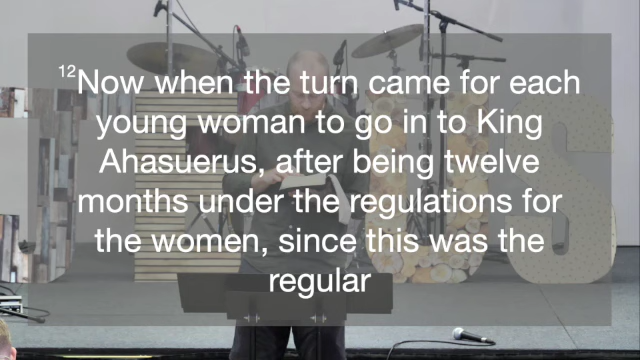 12Now when the turn came for each
young woman to go in to King
Ahasuerus, after being twelve
months under the regulations for
the women, since this was the
regular